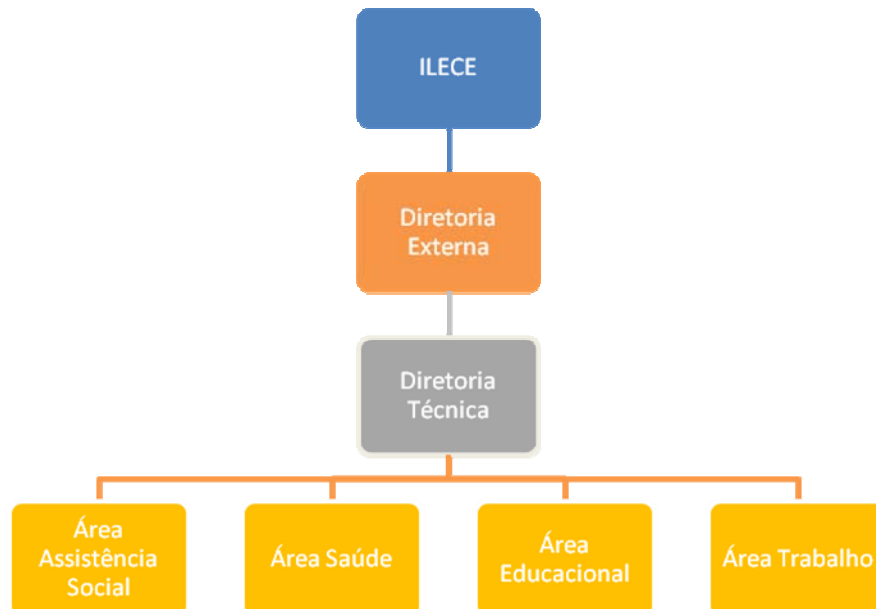 ILECE
Diretoria
Externa
Diretoria
Técnica
Área
Assistência
Social
Área Saúde
Área
Educacional
Área Trabalho